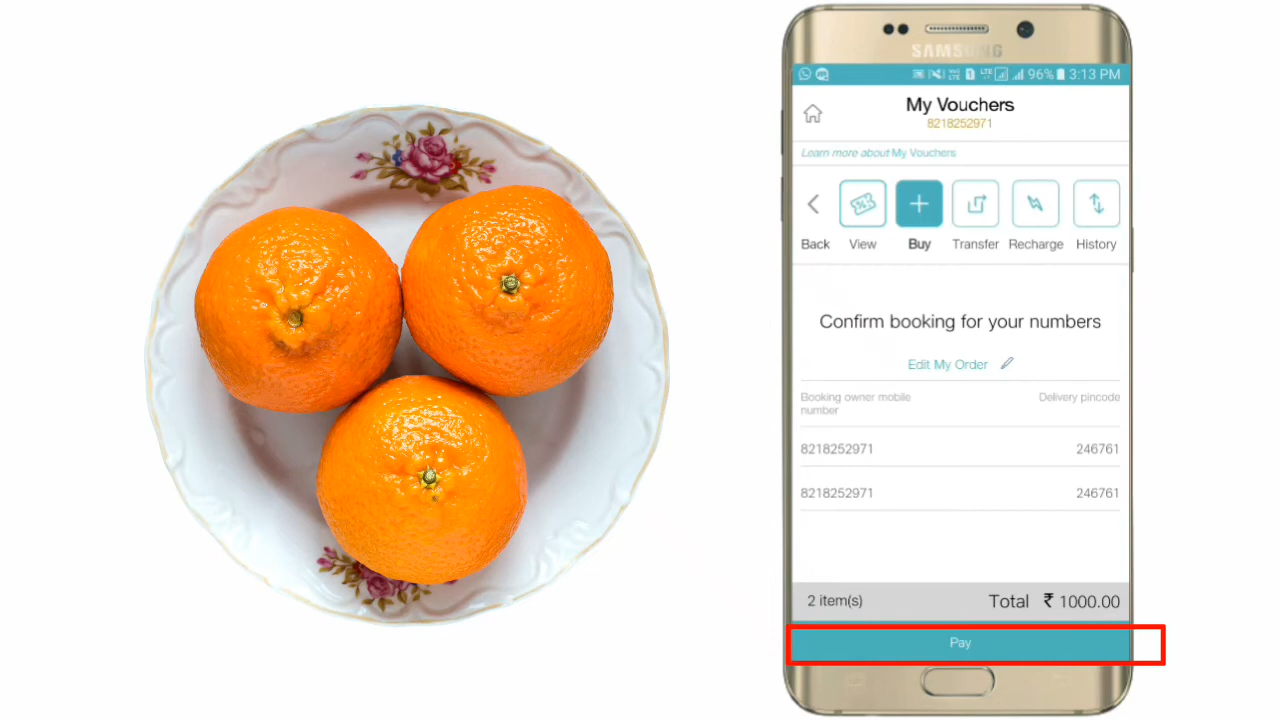 SAMSUNG
96% 3:13 PM
My Vouchers
8218252971
Learn more about My Vouchers
Back View Buy Transfer Recharge History
Confirm booking for your numbers
Edit My Order
Booking owner mobile number Delivery pincode
8218252971 246761
8218252971 246761
2 item(s) Total ₹ 1000.00
Pay